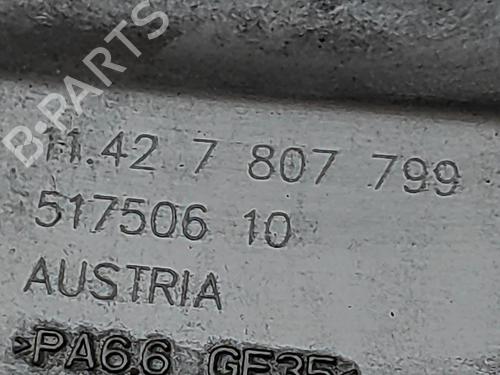 B-PARTS
11.42 7 807 799
517506 10
AUSTRIA
>PA6.6 GF35<